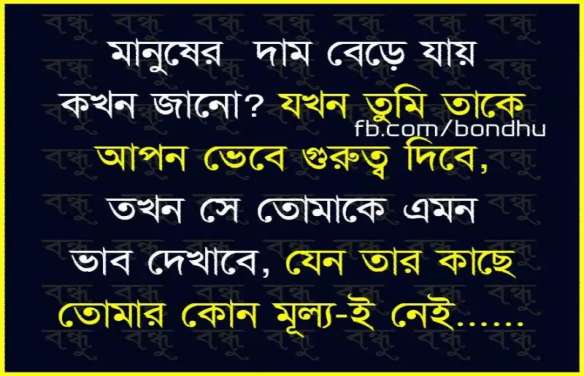 মানুষের দাম বেড়ে যায়
কখন জানো? যখন তুমি তাকে
fb.com/bondhu
আপন ভেবে গুরুত্ব দিবে,
তখন সে তোমাকে এমন
ভাব দেখাবে, যেন তার কাছে
তোমার কোন মূল্য-ই নেই......